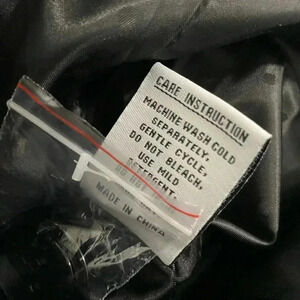 CARE INSTRUCTION
MACHINE WASH COLD
SEPARATELY,
GENTLE CYCLE,
DO NOT BLEACH,
USE MILD
DETERGENT,
MADE IN CHINA